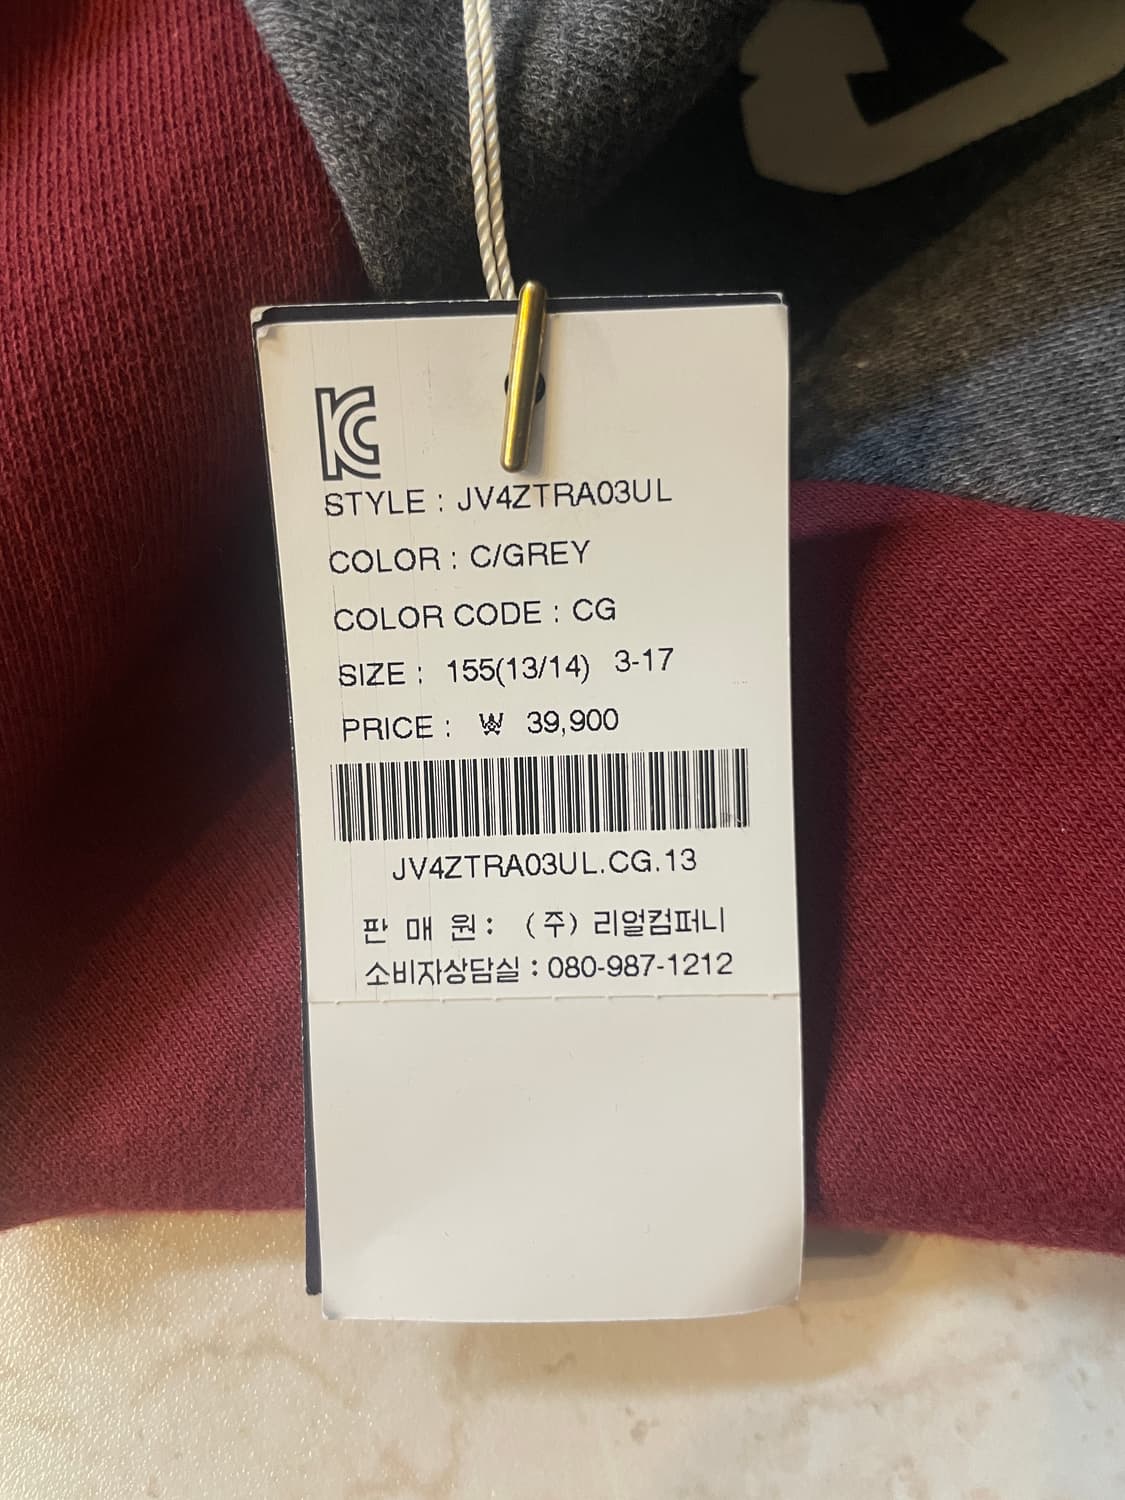 KC
STYLE : JV4ZTRA03UL
COLOR : C/GREY
COLOR CODE : CG
SIZE : 155(13/14) 3-17
PRICE : ₩ 39,900
JV4ZTRA03UL.CG.13
판 매 원 : (주) 리얼컴퍼니
소비자상담실 : 080-987-1212